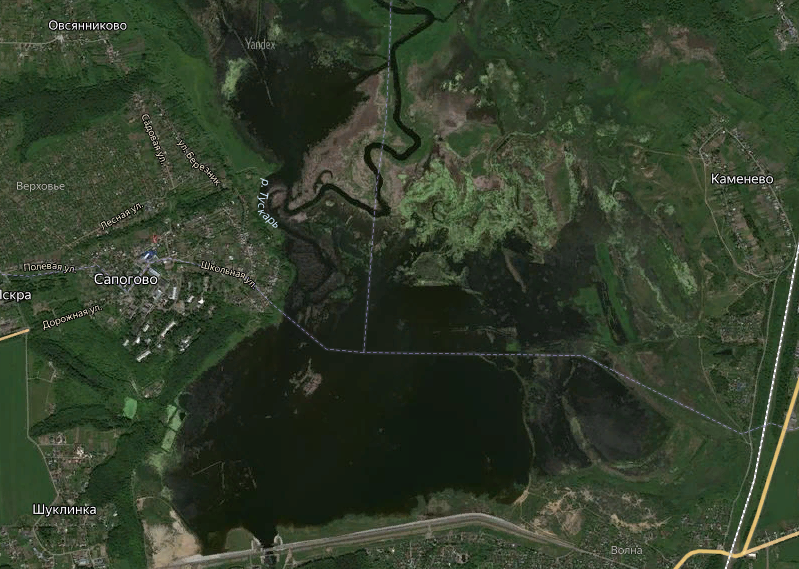 Овсянниково
Yandex
Садовая ул.
ул. Березник
Каменево
Верховье
р. Тускарь
Лесная ул.
Полевая ул.
Школьная ул.
Сапогово
Искра
Дорожная ул.
Шуклинка
Волна